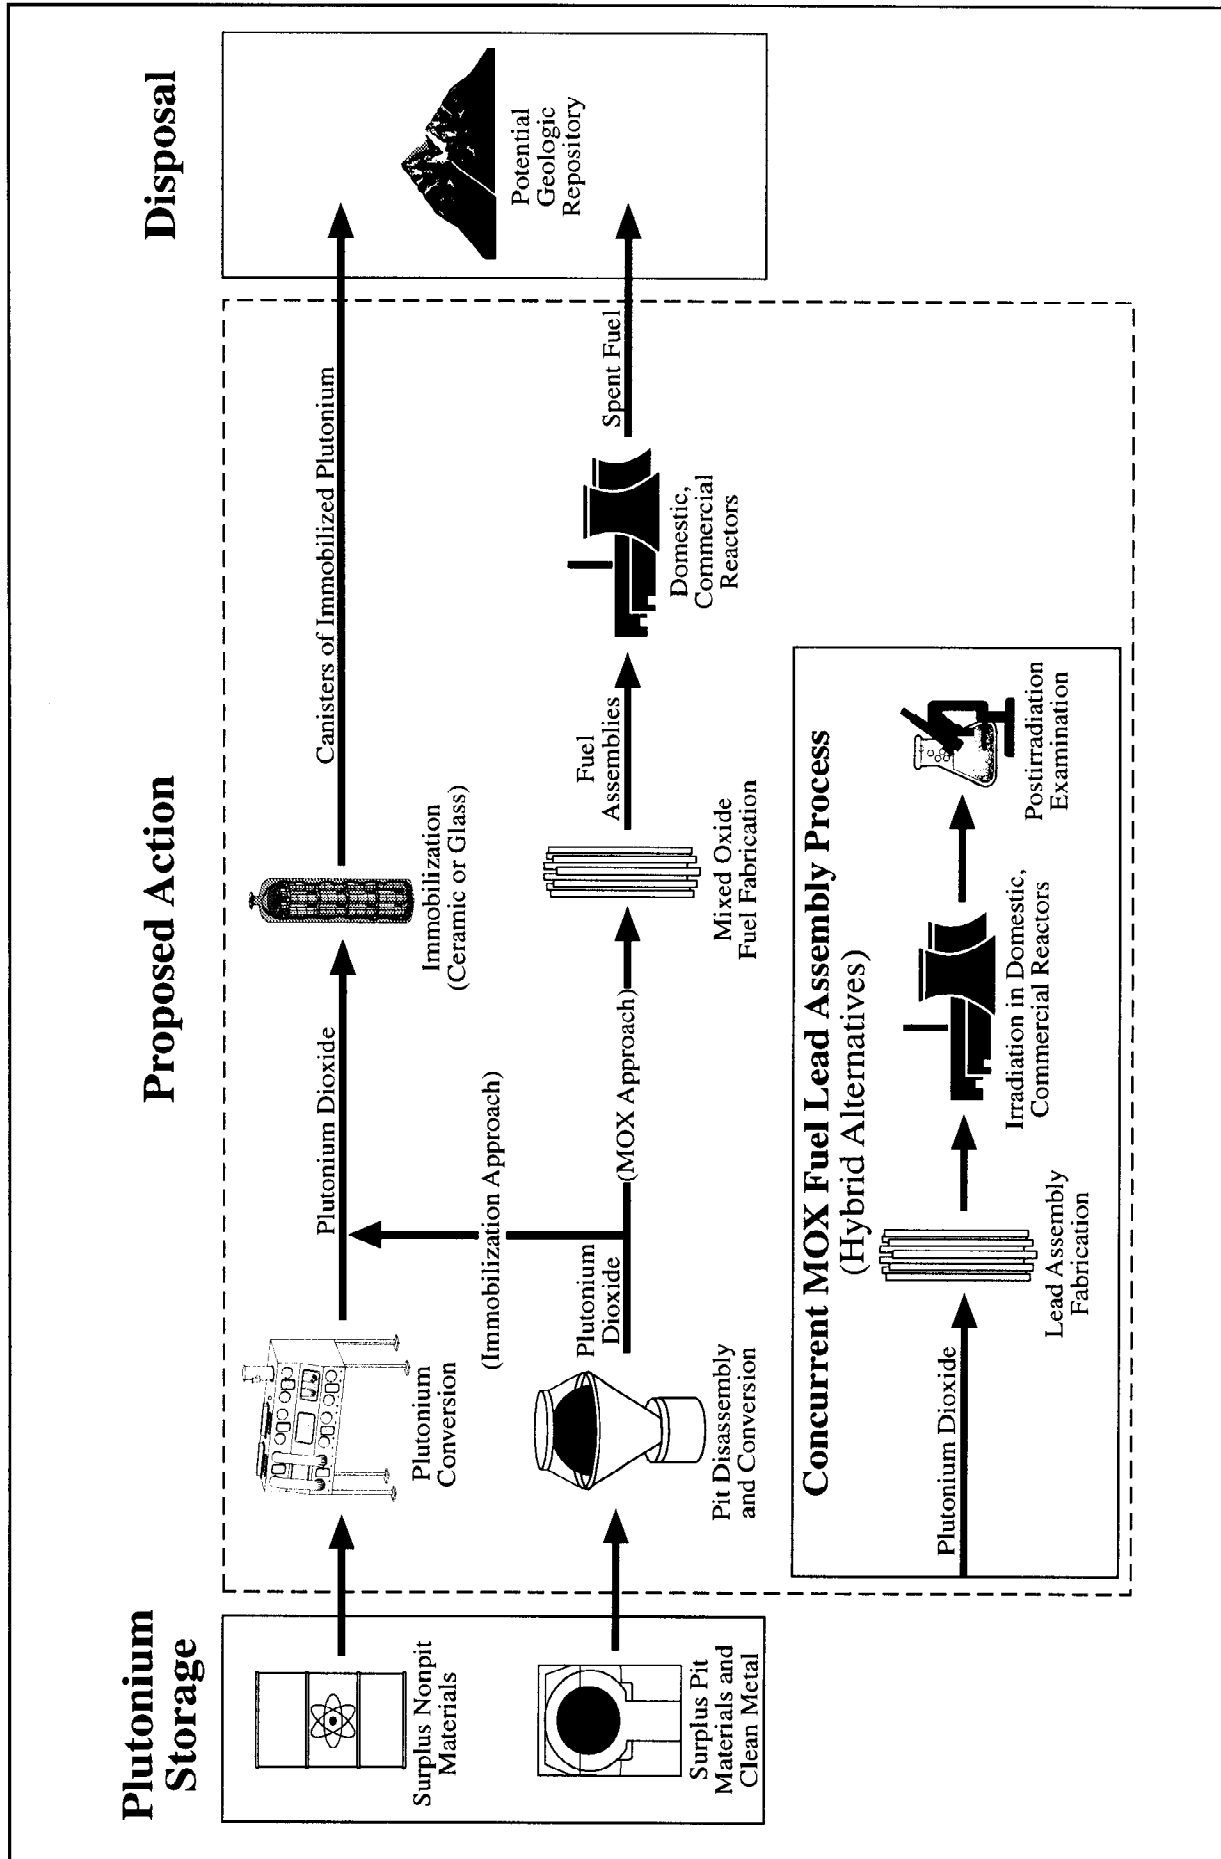 Plutonium
Storage
Proposed Action
Disposal
Surplus Nonpit
Materials
Plutonium
Conversion
Plutonium Dioxide
Immobilization
(Ceramic or Glass)
Canisters of Immobilized Plutonium
Potential
Geologic
Repository
(Immobilization Approach)
Surplus Pit
Materials and
Clean Metal
Pit Disassembly
and Conversion
Plutonium
Dioxide
(MOX Approach)
Mixed Oxide
Fuel Fabrication
Fuel
Assemblies
Domestic,
Commercial
Reactors
Spent Fuel
Concurrent MOX Fuel Lead Assembly Process
(Hybrid Alternatives)
Plutonium Dioxide
Lead Assembly
Fabrication
Irradiation in Domestic,
Commercial Reactors
Postirradiation
Examination